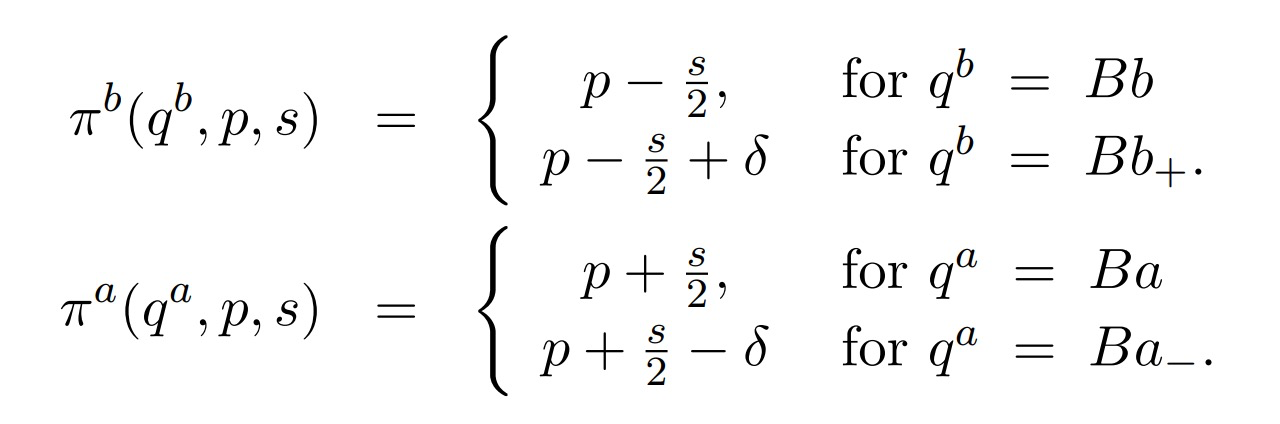 π^b(q^b, p, s) = { p − s/2, for q^b = Bb
p − s/2 + δ for q^b = Bb_+.
π^a(q^a, p, s) = { p + s/2, for q^a = Ba
p + s/2 − δ for q^a = Ba_−.